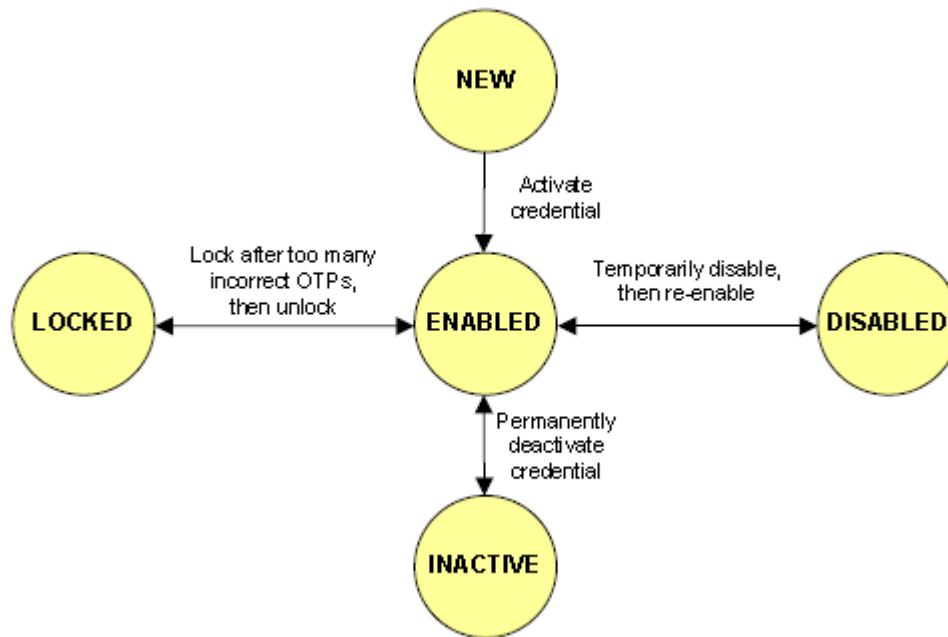 NEW
Activate
credential
Lock after too many
incorrect OTPs,
then unlock
Temporarily disable,
then re-enable
LOCKED
ENABLED
DISABLED
Permanently
deactivate
credential
INACTIVE